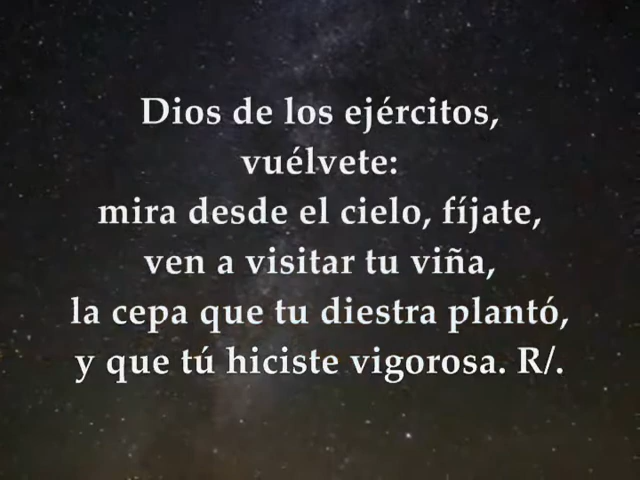 Dios de los ejércitos,
vuélvete:
mira desde el cielo, fíjate,
ven a visitar tu viña,
la cepa que tu diestra plantó,
y que tú hiciste vigorosa. R/.